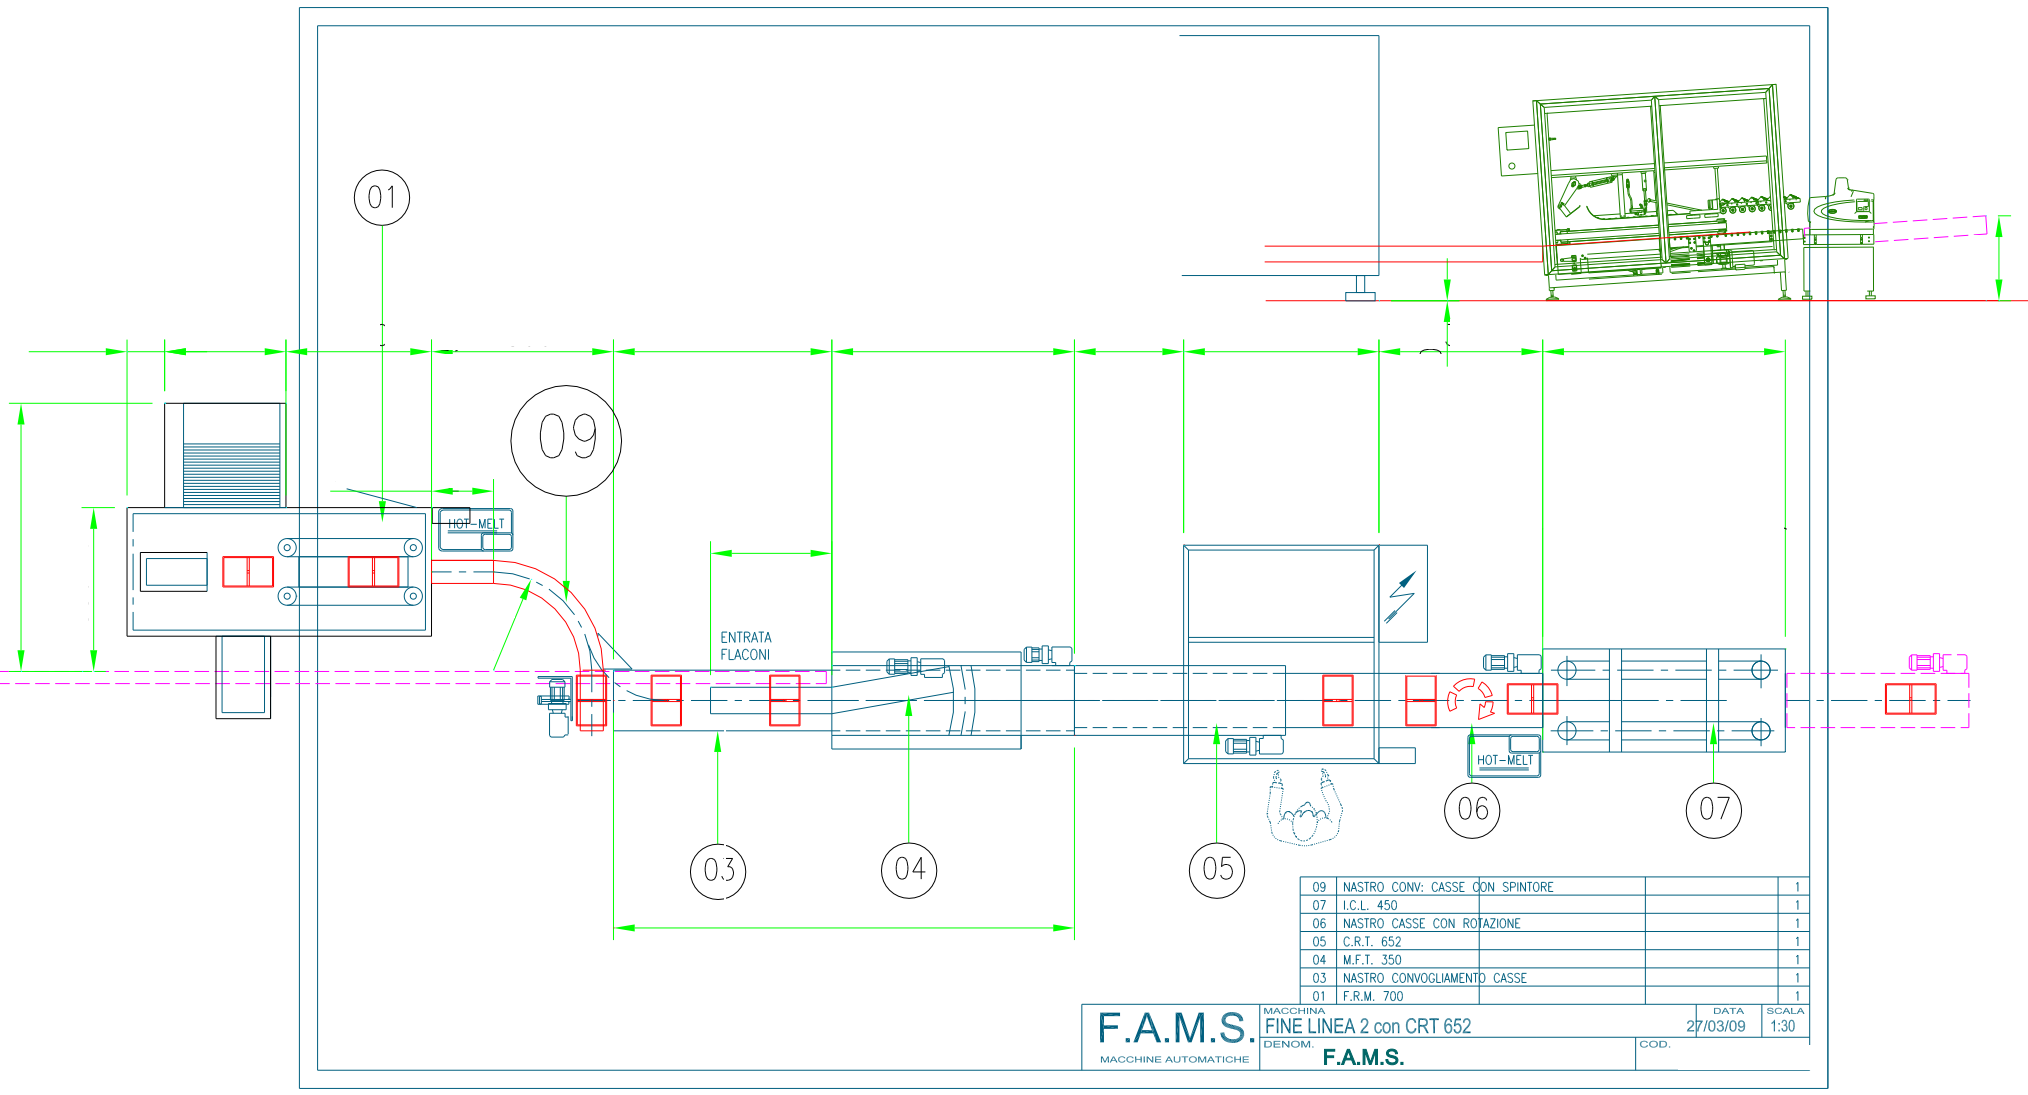 01
09
HOT-MELT
ENTRATA
FLACONI
HOT-MELT
06
07
03
04
05
09 NASTRO CONV: CASSE CON SPINTORE 1
07 I.C.L. 450 1
06 NASTRO CASSE CON ROTAZIONE 1
05 C.R.T. 652 1
04 M.F.T. 350 1
03 NASTRO CONVOGLIAMENTO CASSE 1
01 F.R.M. 700 1
F.A.M.S.
MACCHINE AUTOMATICHE
MACCHINA
FINE LINEA 2 con CRT 652
DATA
27/03/09
SCALA
1:30
DENOM.
F.A.M.S.
COD.